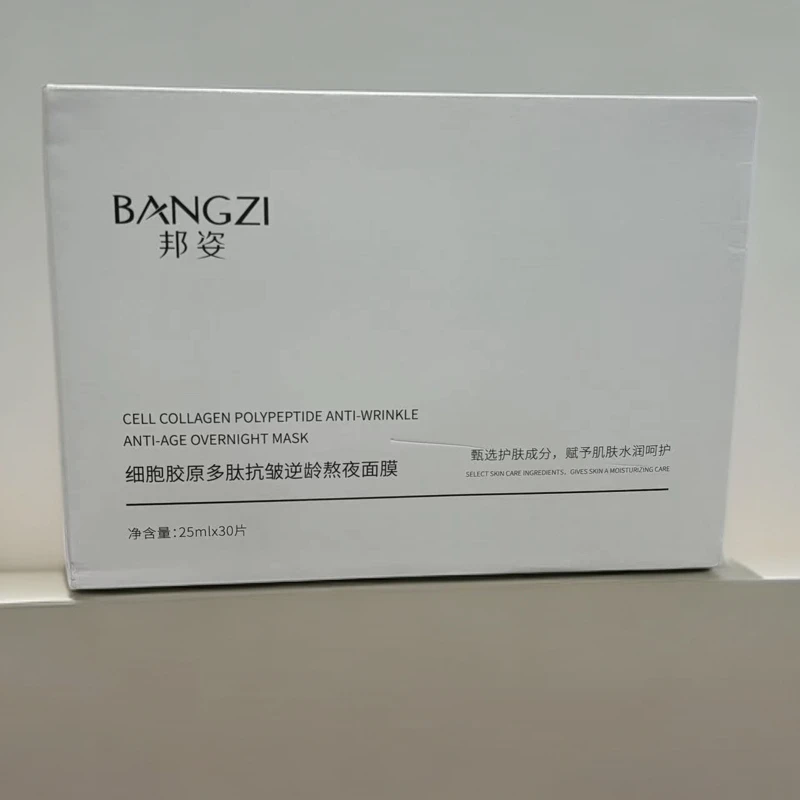 BANGZI
邦姿
CELL COLLAGEN POLYPEPTIDE ANTI-WRINKLE
ANTI-AGE OVERNIGHT MASK
细胞胶原多肽抗皱逆龄熬夜面膜
甄选护肤成分，赋予肌肤水润呵护
SELECT SKIN CARE INGREDIENTS、GIVES SKIN A MOISTURIZING CARE
净含量：25mlx30片